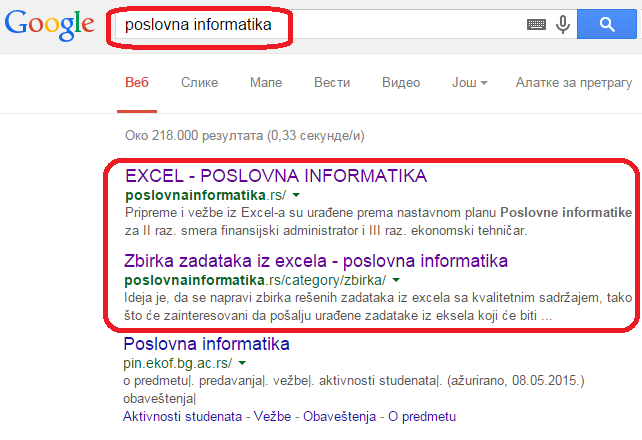 Google
poslovna informatika
Веб Слике Мапе Вести Видео Још Алатке за претрагу
Око 218.000 резултата (0,33 секунде/и)
EXCEL - POSLOVNA INFORMATIKA
poslovnainformatika.rs/
Pripreme i vežbe iz Excel-a su urađene prema nastavnom planu Poslovne informatike
za II raz. smera finansijski administrator i III raz. ekonomski tehničar.
Zbirka zadataka iz excela - poslovna informatika
poslovnainformatika.rs/category/zbirka/
Ideja je, da se napravi zbirka rešenih zadataka iz excela sa kvalitetnim sadržajem, tako
što će zainteresovani da pošalju urađene zadatake iz eksela koji će biti ...
Poslovna informatika
pin.ekof.bg.ac.rs/
o predmetu|. predavanja|. vežbe|. aktivnosti studenata|. (ažurirano, 08.05.2015.)
obaveštenja|
Aktivnosti studenata - Vežbe - Obaveštenja - O predmetu